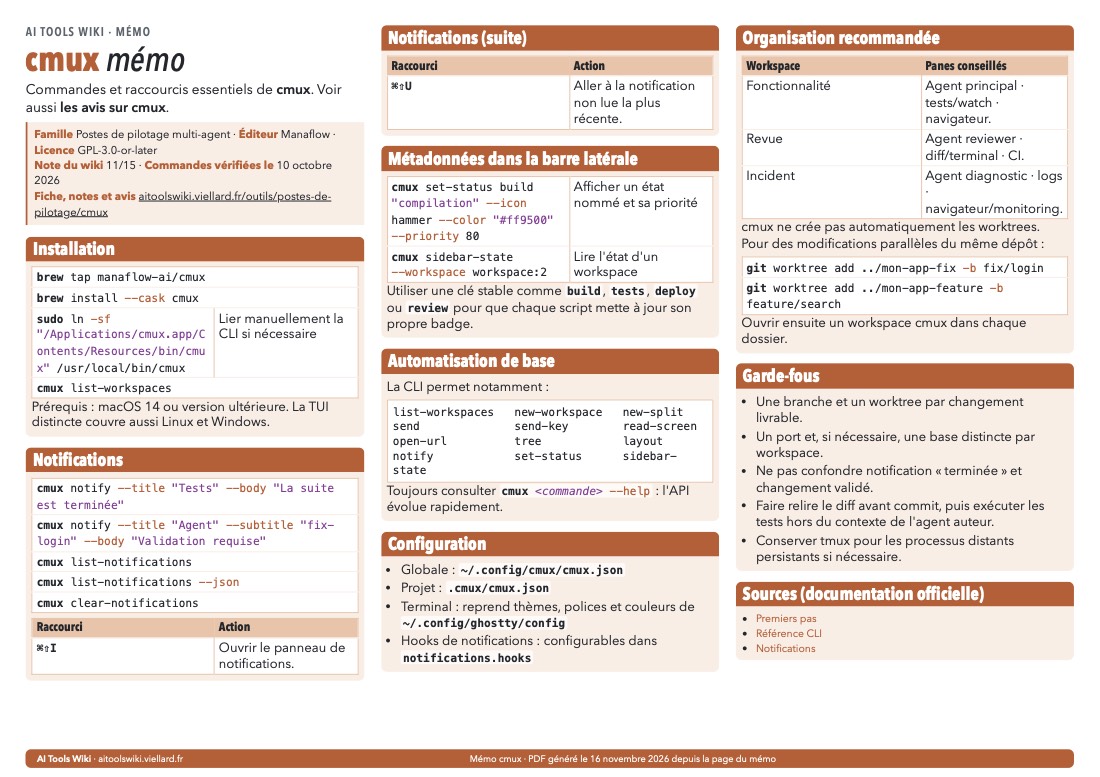 AI TOOLS WIKI · MÉMO
cmux mémo
Commandes et raccourcis essentiels de cmux. Voir
aussi les avis sur cmux.
Famille Postes de pilotage multi-agent · Éditeur Manaflow ·
Licence GPL-3.0-or-later
Note du wiki 11/15 · Commandes vérifiées le 10 octobre
2026
Fiche, notes et avis aitoolswiki.viellard.fr/outils/postes-de-
pilotage/cmux
Installation
brew tap manaflow-ai/cmux
brew install --cask cmux
sudo ln -sf Lier manuellement la
"/Applications/cmux.app/C CLI si nécessaire
ontents/Resources/bin/cmu
x" /usr/local/bin/cmux
cmux list-workspaces
Prérequis : macOS 14 ou version ultérieure. La TUI
distincte couvre aussi Linux et Windows.
Notifications
cmux notify --title "Tests" --body "La suite
est terminée"
cmux notify --title "Agent" --subtitle "fix-
login" --body "Validation requise"
cmux list-notifications
cmux list-notifications --json
cmux clear-notifications
Raccourci Action
⌘⇧I Ouvrir le panneau de
notifications.
Notifications (suite)
Raccourci Action
⌘⇧U Aller à la notification
non lue la plus
récente.
Métadonnées dans la barre latérale
cmux set-status build Afficher un état
"compilation" --icon nommé et sa priorité
hammer --color "#ff9500"
--priority 80
cmux sidebar-state Lire l'état d'un
--workspace workspace:2 workspace
Utiliser une clé stable comme build, tests, deploy
ou review pour que chaque script mette à jour son
propre badge.
Automatisation de base
La CLI permet notamment :
list-workspaces new-workspace new-split
send send-key read-screen
open-url tree layout
notify set-status sidebar-
state
Toujours consulter cmux <commande> --help : l'API
évolue rapidement.
Configuration
• Globale : ~/.config/cmux/cmux.json
• Projet : .cmux/cmux.json
• Terminal : reprend thèmes, polices et couleurs de
~/.config/ghostty/config
• Hooks de notifications : configurables dans
notifications.hooks
Organisation recommandée
Workspace Panes conseillés
Fonctionnalité Agent principal ·
tests/watch ·
navigateur.
Revue Agent reviewer ·
diff/terminal · CI.
Incident Agent diagnostic · logs
·
navigateur/monitoring.
cmux ne crée pas automatiquement les worktrees.
Pour des modifications parallèles du même dépôt :
git worktree add ../mon-app-fix -b fix/login
git worktree add ../mon-app-feature -b
feature/search
Ouvrir ensuite un workspace cmux dans chaque
dossier.
Garde-fous
• Une branche et un worktree par changement
livrable.
• Un port et, si nécessaire, une base distincte par
workspace.
• Ne pas confondre notification « terminée » et
changement validé.
• Faire relire le diff avant commit, puis exécuter les
tests hors du contexte de l'agent auteur.
• Conserver tmux pour les processus distants
persistants si nécessaire.
Sources (documentation officielle)
• Premiers pas
• Référence CLI
• Notifications
AI Tools Wiki · aitoolswiki.viellard.fr
Mémo cmux · PDF généré le 16 novembre 2026 depuis la page du mémo